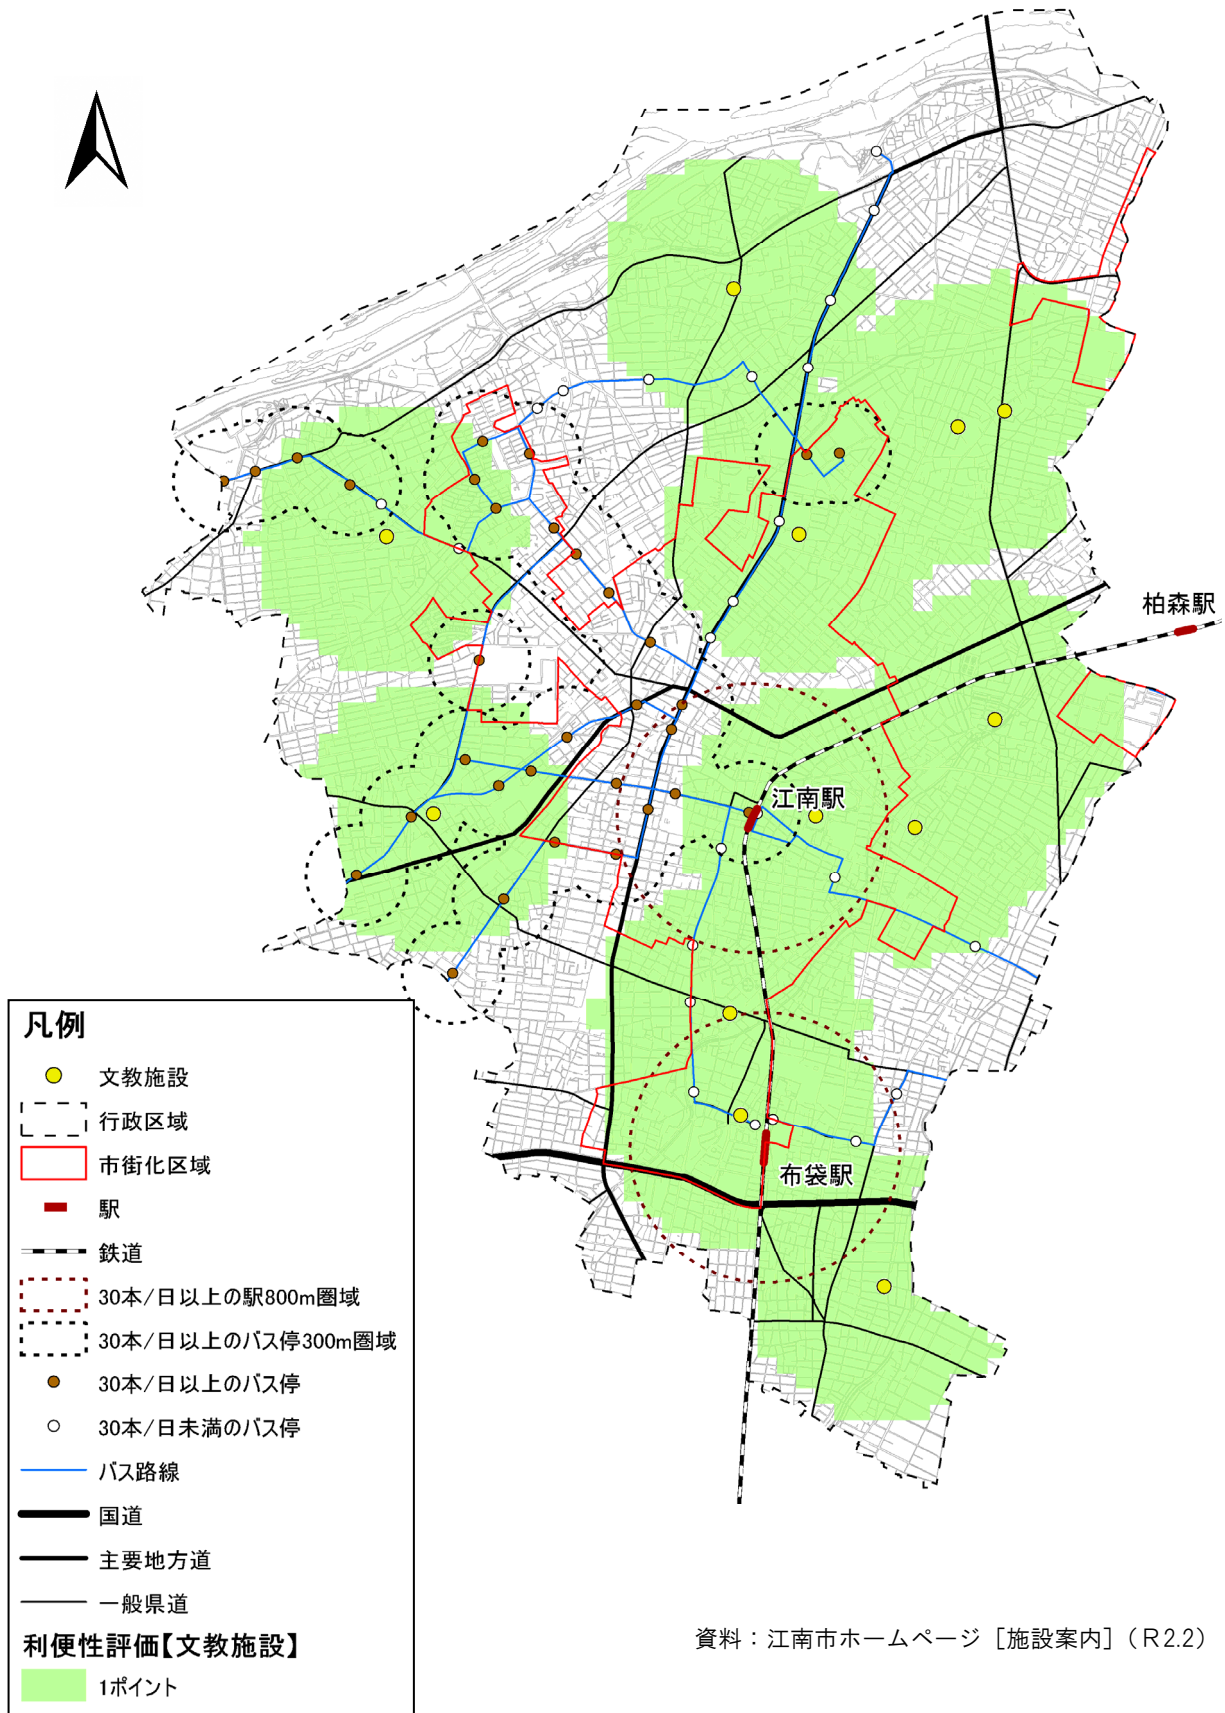 柏森駅
江南駅
布袋駅
凡例
文教施設
行政区域
市街化区域
駅
鉄道
30本/日以上の駅800m圏域
30本/日以上のバス停300m圏域
30本/日以上のバス停
30本/日未満のバス停
バス路線
国道
主要地方道
一般県道
利便性評価【文教施設】
1ポイント
資料：江南市ホームページ［施設案内］（Ｒ2.2）